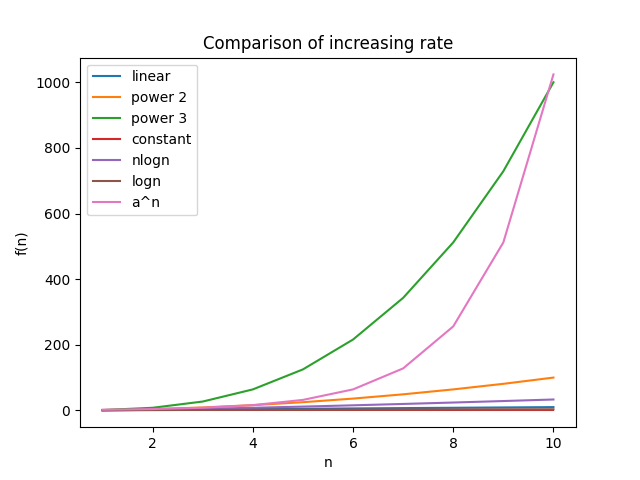 Comparison of increasing rate
linear
power 2
power 3
constant
nlogn
logn
a^n
f(n)
1000
800
600
400
200
0
2
4
6
8
10
n